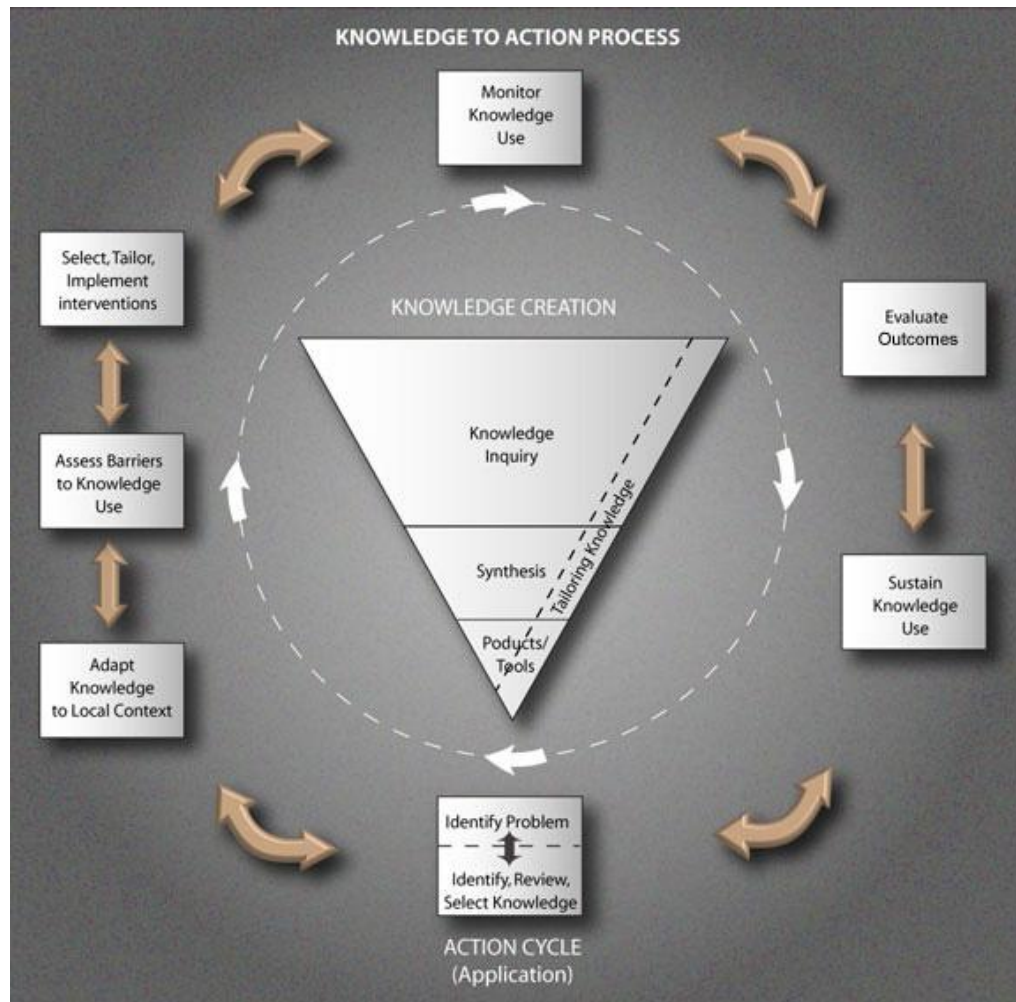 KNOWLEDGE TO ACTION PROCESS
Monitor
Knowledge
Use
Select, Tailor,
Implement
interventions
Evaluate
Outcomes
KNOWLEDGE CREATION
Knowledge
Inquiry
Assess Barriers
to Knowledge
Use
Tailoring Knowledge
Synthesis
Sustain
Knowledge
Use
Poducts/
Tools
Adapt
Knowledge
to Local Context
Identify Problem
Identify, Review,
Select Knowledge
ACTION CYCLE
(Application)